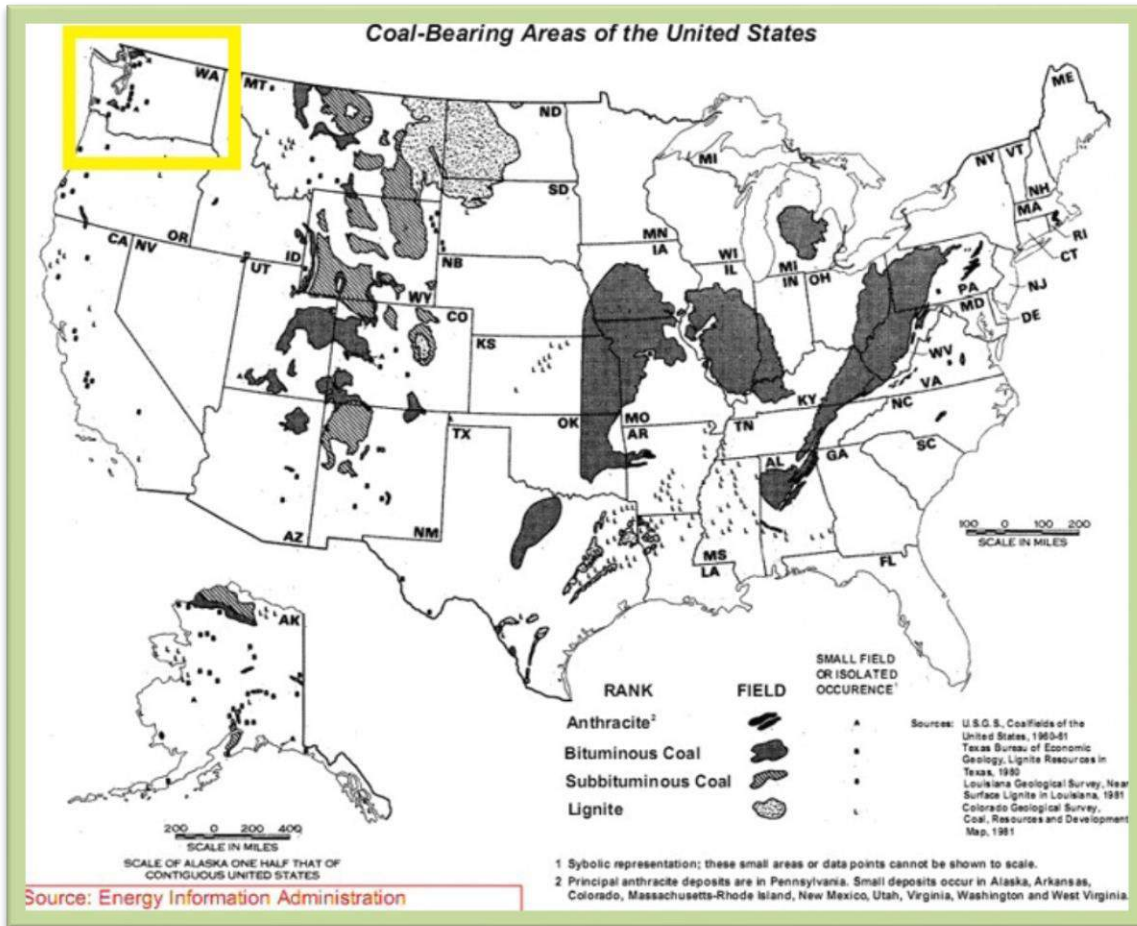 Coal-Bearing Areas of the United States
WA
MT
ND
ME
MI
NY
VT
NH
MA
RI
CT
SD
MN
IA
WI
IL
MI
IN
OH
PA
MD
NJ
DE
CA
NV
OR
ID
UT
WY
NB
CO
KS
WV
VA
KY
NC
TN
SC
OK
MO
AR
TX
AL
GA
AZ
NM
MS
LA
FL
100 0 100 200
SCALE IN MILES
AK
200 0 200 400
SCALE IN MILES
SCALE OF ALASKA ONE HALF THAT OF
CONTIGUOUS UNITED STATES
RANK FIELD SMALL FIELD
OR ISOLATED
OCCURENCE¹
Anthracite²
Bituminous Coal
Subbituminous Coal
Lignite
Sources: U.S.G.S., Coalfields of the
United States, 1960-61
Texas Bureau of Economic
Geology, Lignite Resources in
Texas, 1980
Louisiana Geological Survey, Near
Surface Lignite in Louisiana, 1981
Colorado Geological Survey,
Coal, Resources and Development
Map, 1981
1 Sybolic representation; these small areas or data points cannot be shown to scale.
2 Principal anthracite deposits are in Pennsylvania. Small deposits occur in Alaska, Arkansas,
Colorado, Massachusetts-Rhode Island, New Mexico, Utah, Virginia, Washington and West Virginia.
Source: Energy Information Administration